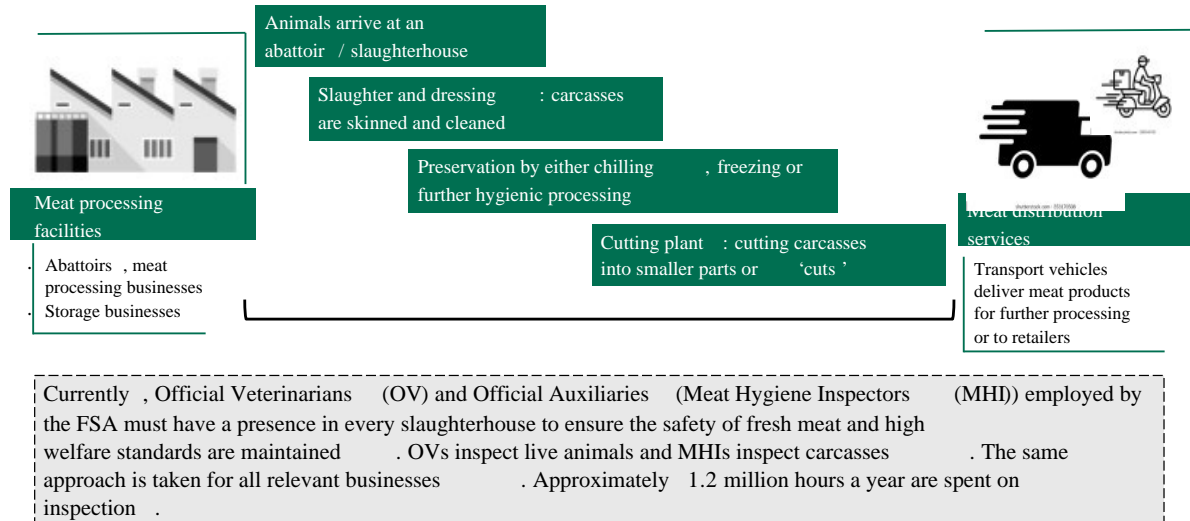 Animals arrive at an
abattoir / slaughterhouse
Slaughter and dressing : carcasses
are skinned and cleaned
Preservation by either chilling , freezing or
further hygienic processing
Cutting plant : cutting carcasses
into smaller parts or ‘cuts ’
Meat processing
facilities
. Abattoirs , meat
processing businesses
. Storage businesses
Meat distribution
services
Transport vehicles
deliver meat products
for further processing
or to retailers
Currently , Official Veterinarians (OV) and Official Auxiliaries (Meat Hygiene Inspectors (MHI)) employed by
the FSA must have a presence in every slaughterhouse to ensure the safety of fresh meat and high
welfare standards are maintained . OVs inspect live animals and MHIs inspect carcasses . The same
approach is taken for all relevant businesses . Approximately 1.2 million hours a year are spent on
inspection .